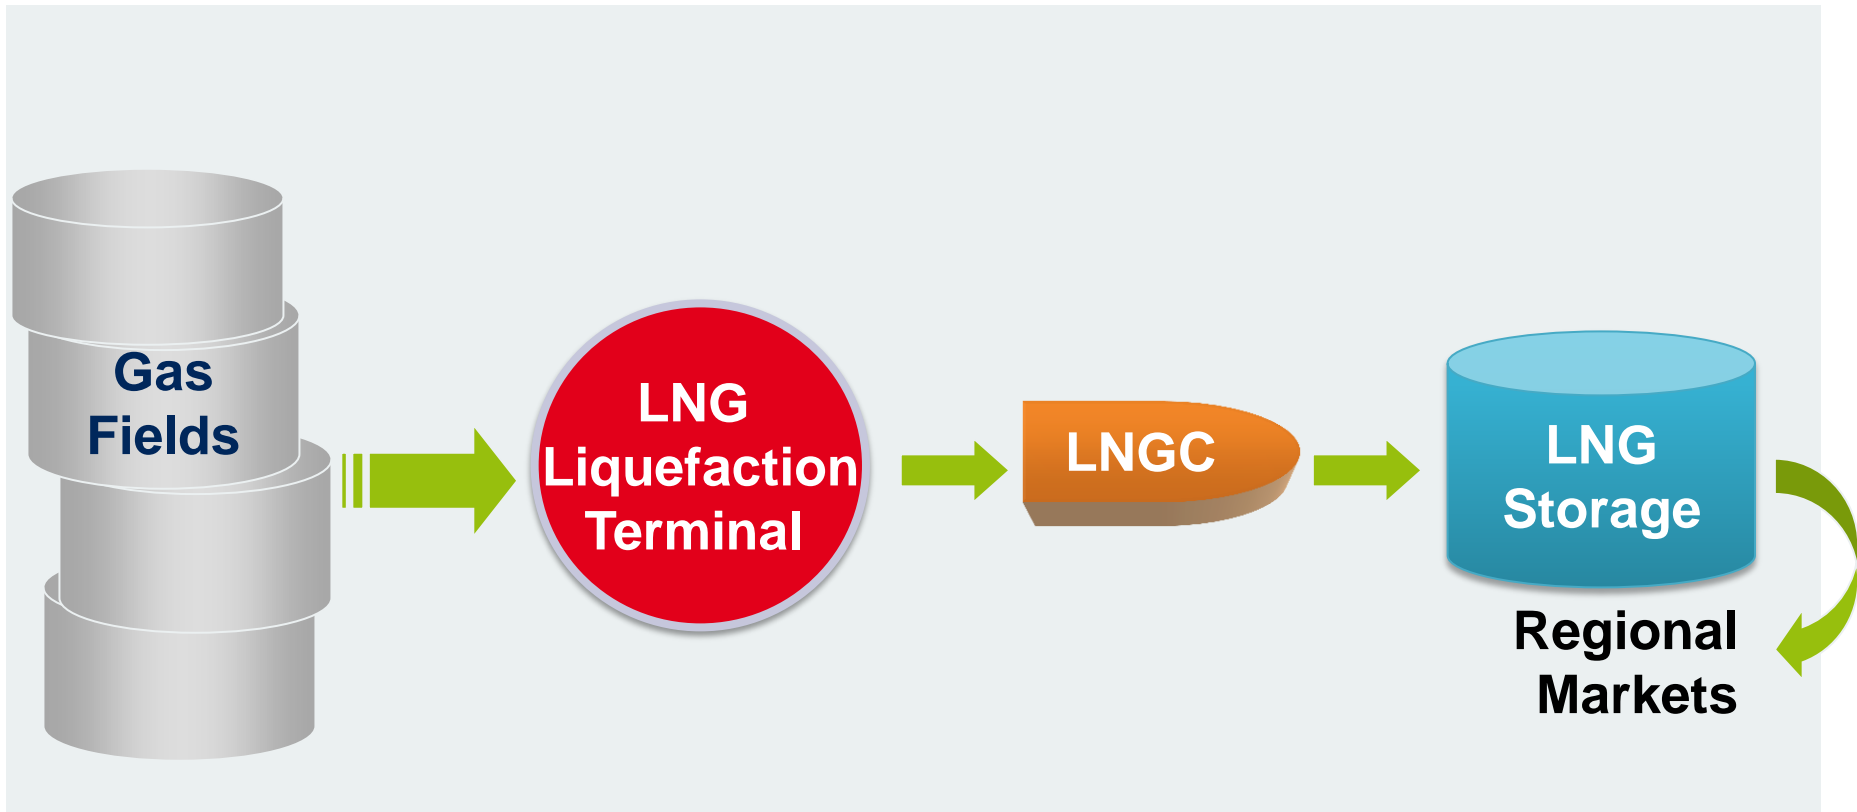 Gas
Fields
LNG
Liquefaction
Terminal
LNGC
LNG
Storage
Regional
Markets